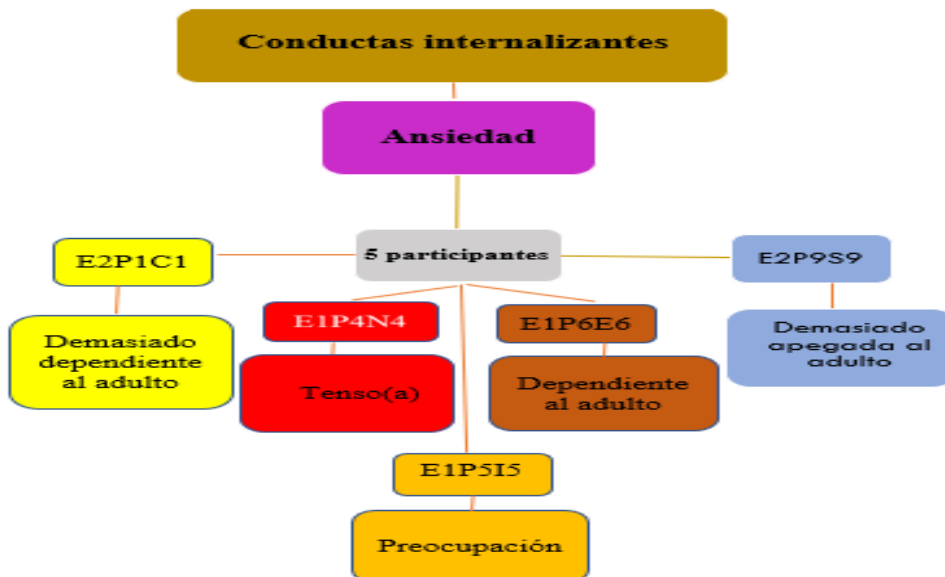 Conductas internalizantes
Ansiedad
5 participantes
E2P1C1
E2P9S9
E1P4N4
E1P6E6
Demasiado
dependiente
al adulto
Tenso(a)
Dependiente
al adulto
Demasiado
apegada al
adulto
E1P5I5
Preocupación